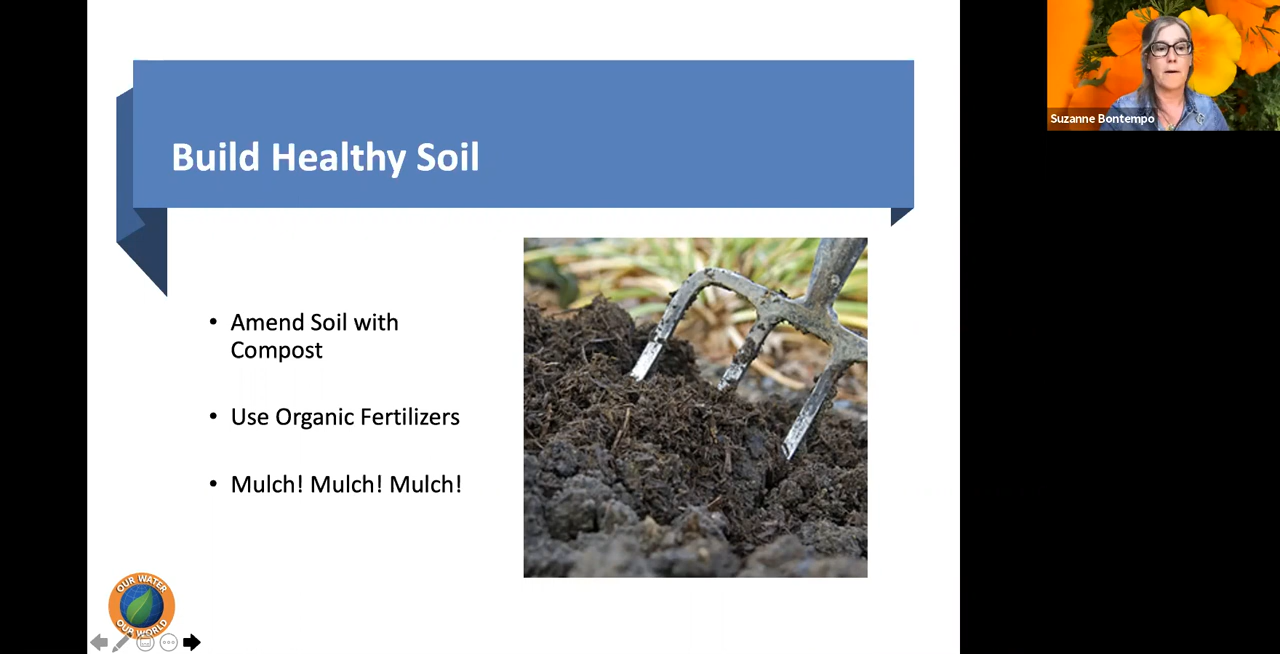 Build Healthy Soil
Suzanne Bontempo
• Amend Soil with
Compost
• Use Organic Fertilizers
• Mulch! Mulch! Mulch!
OUR WATER
OUR WORLD